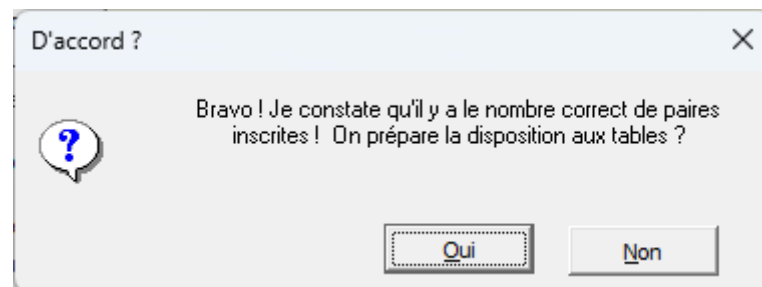 D'accord ?
Bravo ! Je constate qu'il y a le nombre correct de paires
inscrites ! On prépare la disposition aux tables ?
Oui
Non